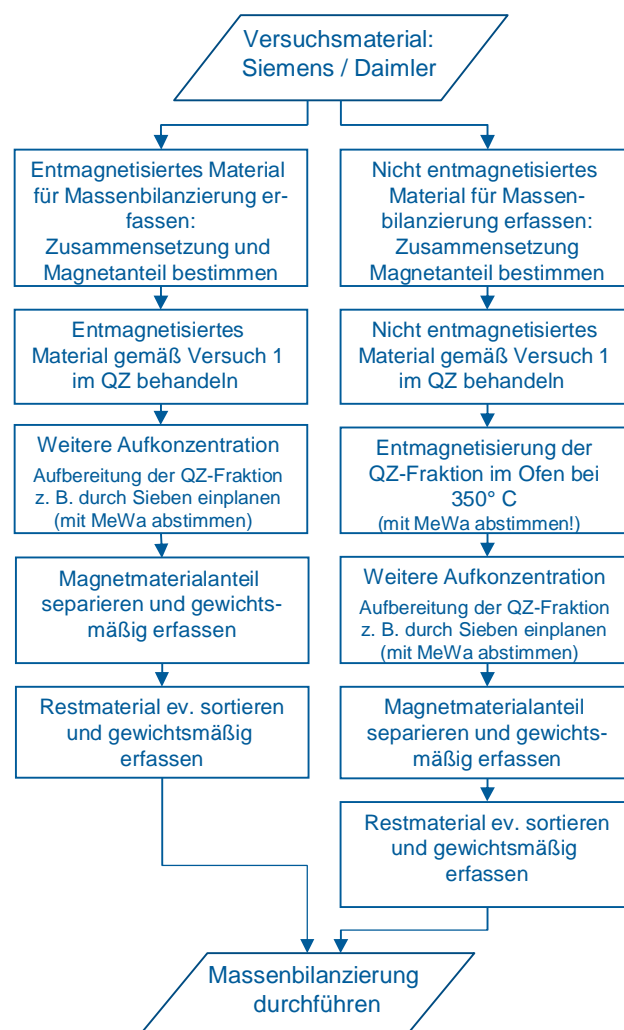 Versuchsmaterial:
Siemens / Daimler
Entmagnetisiertes Material
für Massenbilanzierung er-
fassen:
Zusammensetzung und
Magnetanteil bestimmen
Entmagnetisiertes
Material gemäß Versuch 1
im QZ behandeln
Weitere Aufkonzentration
Aufbereitung der QZ-Fraktion
z. B. durch Sieben einplanen
(mit MeWa abstimmen)
Magnetmaterialanteil
separieren und gewichts-
mäßig erfassen
Restmaterial ev. sortieren
und gewichtsmäßig
erfassen
Nicht entmagnetisiertes
Material für Massen-
bilanzierung erfassen:
Zusammensetzung
Magnetanteil bestimmen
Nicht entmagnetisiertes
Material gemäß Versuch 1
im QZ behandeln
Entmagnetisierung der
QZ-Fraktion im Ofen bei
350° C
(mit MeWa abstimmen!)
Weitere Aufkonzentration
Aufbereitung der QZ-Fraktion
z. B. durch Sieben einplanen
(mit MeWa abstimmen)
Magnetmaterialanteil
separieren und gewichts-
mäßig erfassen
Restmaterial ev. sortieren
und gewichtsmäßig
erfassen
Massenbilanzierung
durchführen